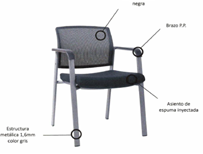 negra
Brazo P.P.
Asiento de
espuma inyectada
Estructura
metálica 1,6mm
color gris